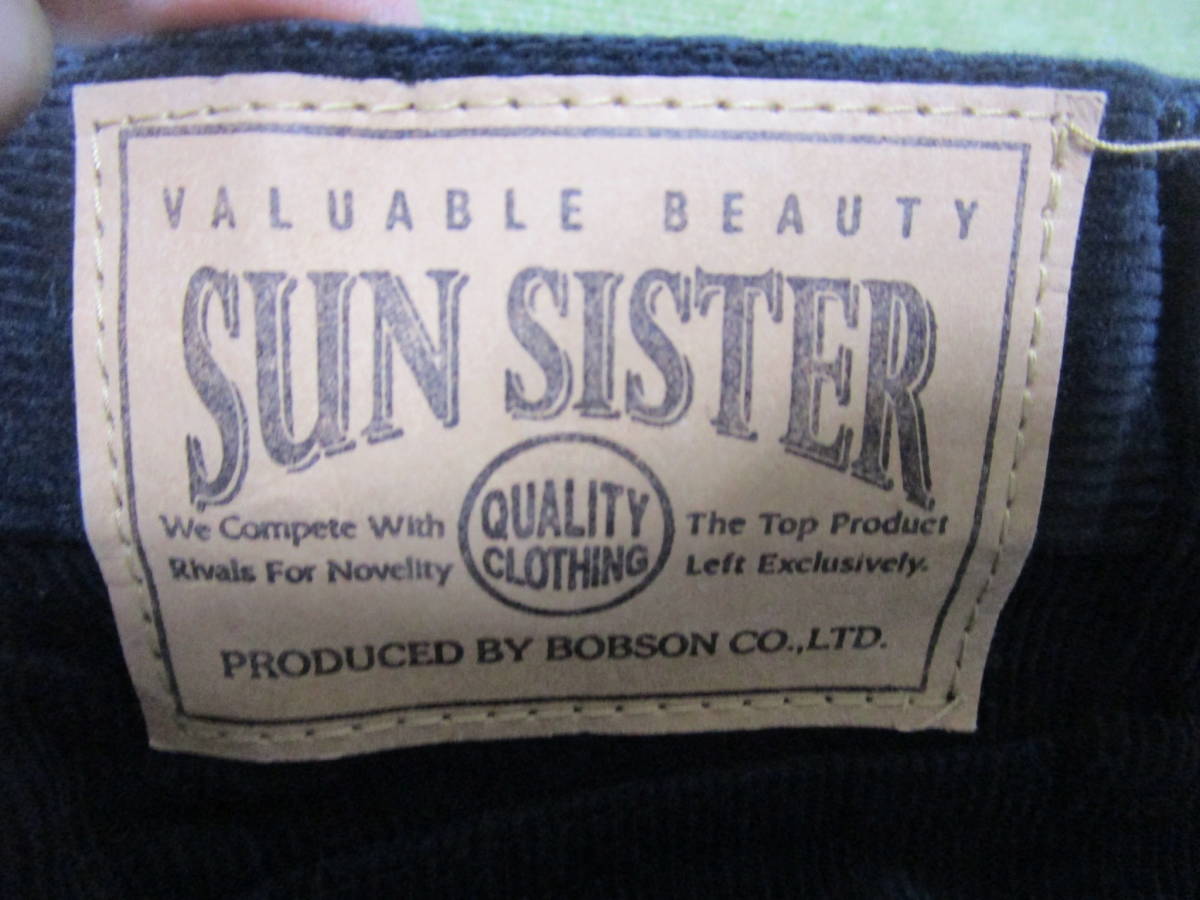 VALUABLE BEAUTY
SUN SISTER
We Compete With
Rivals For Novelity
QUALITY
CLOTHING
The Top Product
Left Exclusively.
PRODUCED BY BOBSON CO.,LTD.